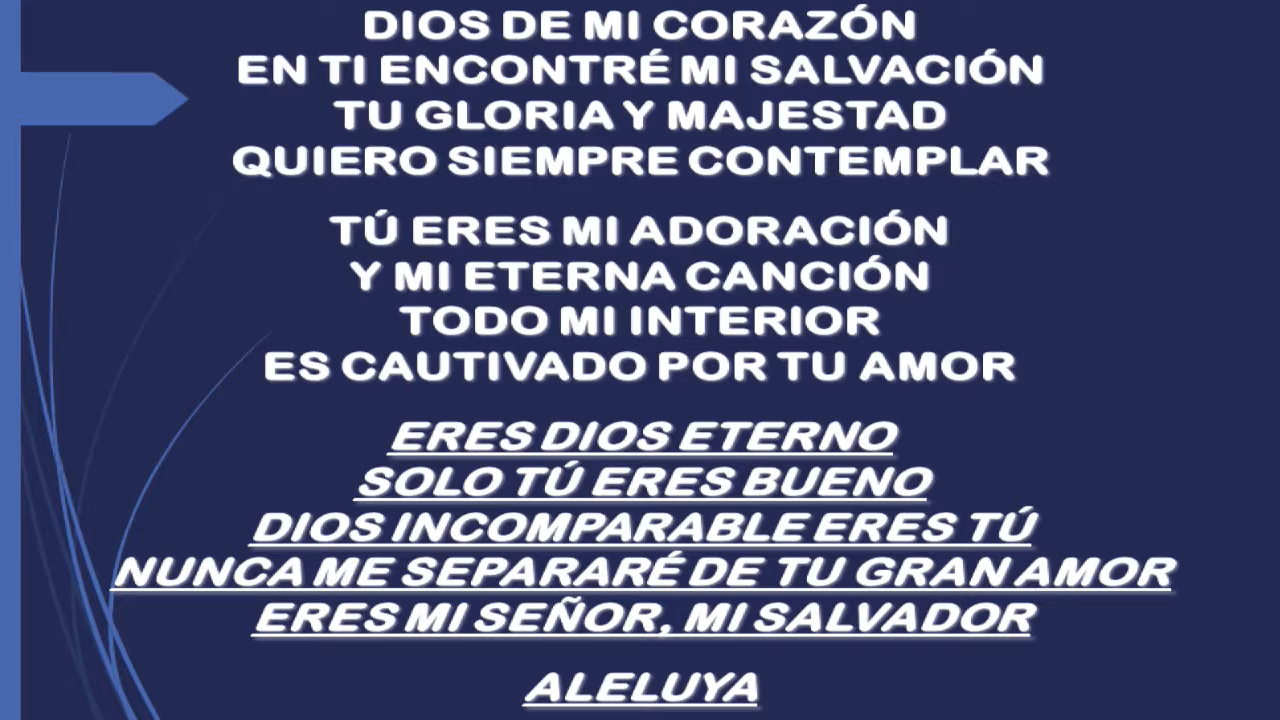 DIOS DE MI CORAZÓN
EN TI ENCONTRÉ MI SALVACIÓN
TU GLORIA Y MAJESTAD
QUIERO SIEMPRE CONTEMPLAR
TÚ ERES MI ADORACIÓN
Y MI ETERNA CANCIÓN
TODO MI INTERIOR
ES CAUTIVADO POR TU AMOR
ERES DIOS ETERNO
SOLO TÚ ERES BUENO
DIOS INCOMPARABLE ERES TÚ
NUNCA ME SEPARARÉ DE TU GRAN AMOR
ERES MI SEÑOR, MI SALVADOR
ALELUYA